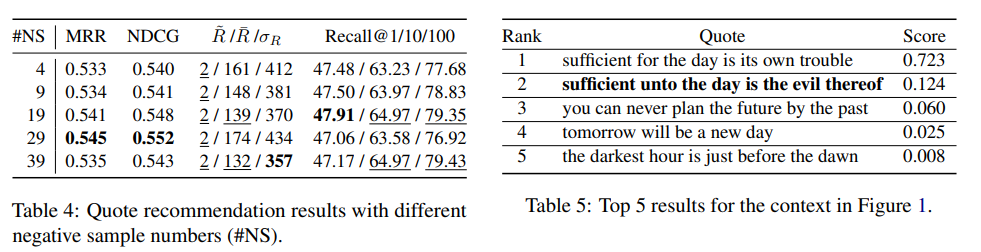 #NS MRR NDCG R̃ / R̄ / σ_R Recall@1/10/100
4 0.533 0.540 2 / 161 / 412 47.48 / 63.23 / 77.68
9 0.534 0.541 2 / 148 / 381 47.50 / 63.97 / 78.83
19 0.541 0.548 2 / 139 / 370 47.91 / 64.97 / 79.35
29 0.545 0.552 2 / 174 / 434 47.06 / 63.58 / 76.92
39 0.535 0.543 2 / 132 / 357 47.17 / 64.97 / 79.43
Table 4: Quote recommendation results with different
negative sample numbers (#NS).
Rank Quote Score
1 sufficient for the day is its own trouble 0.723
2 sufficient unto the day is the evil thereof 0.124
3 you can never plan the future by the past 0.060
4 tomorrow will be a new day 0.025
5 the darkest hour is just before the dawn 0.008
Table 5: Top 5 results for the context in Figure 1.